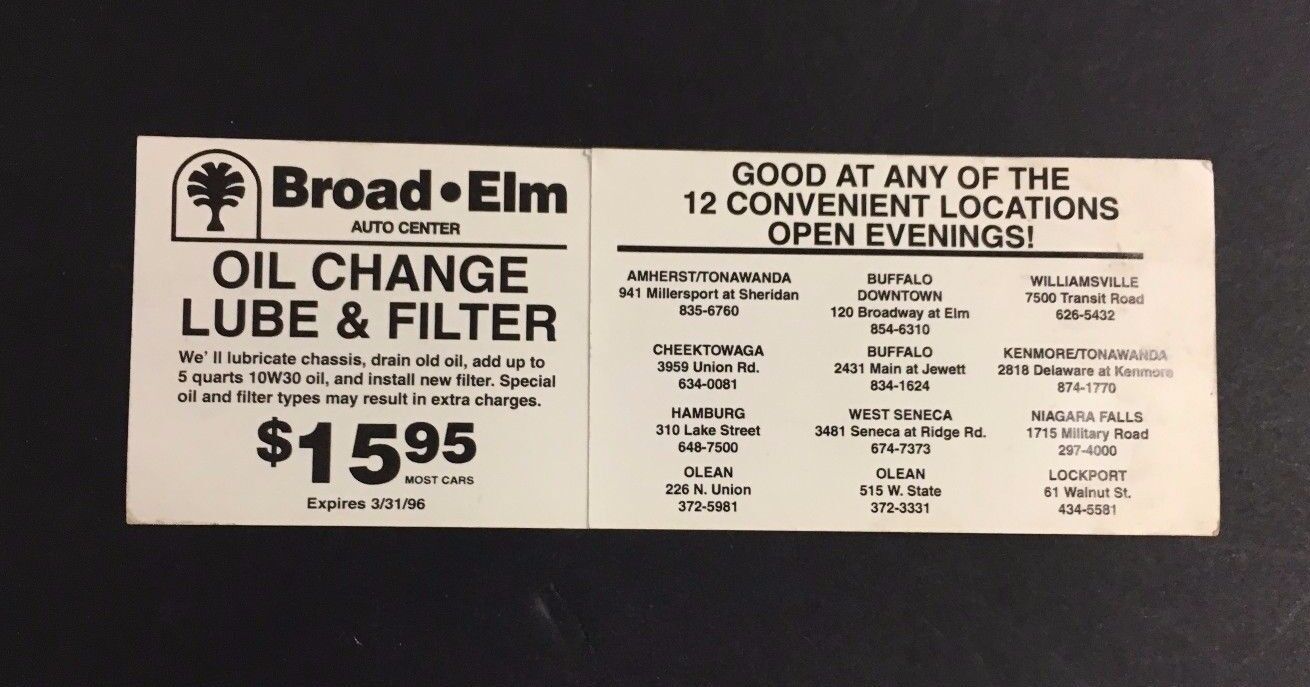 Broad•Elm
AUTO CENTER
OIL CHANGE
LUBE & FILTER
We' ll lubricate chassis, drain old oil, add up to
5 quarts 10W30 oil, and install new filter. Special
oil and filter types may result in extra charges.
$15 95
MOST CARS
Expires 3/31/96
GOOD AT ANY OF THE
12 CONVENIENT LOCATIONS
OPEN EVENINGS!
AMHERST/TONAWANDA
941 Millersport at Sheridan
835-6760
BUFFALO
DOWNTOWN
120 Broadway at Elm
854-6310
WILLIAMSVILLE
7500 Transit Road
626-5432
CHEEKTOWAGA
3959 Union Rd.
634-0081
BUFFALO
2431 Main at Jewett
834-1624
KENMORE/TONAWANDA
2818 Delaware at Kenmore
874-1770
HAMBURG
310 Lake Street
648-7500
WEST SENECA
3481 Seneca at Ridge Rd.
674-7373
NIAGARA FALLS
1715 Military Road
297-4000
OLEAN
226 N. Union
372-5981
OLEAN
515 W. State
372-3331
LOCKPORT
61 Walnut St.
434-5581